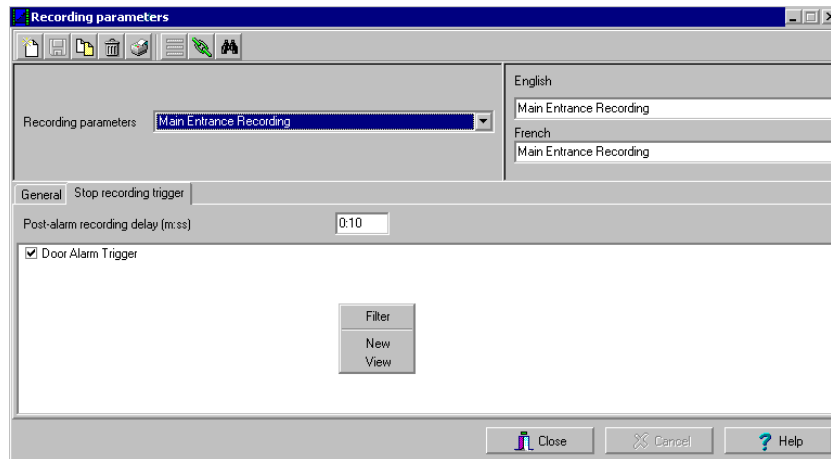 Recording parameters
English
Main Entrance Recording
Recording parameters Main Entrance Recording
French
Main Entrance Recording
General Stop recording trigger
Post-alarm recording delay (m:ss) 0:10
Door Alarm Trigger
Filter
New
View
Close Cancel ? Help